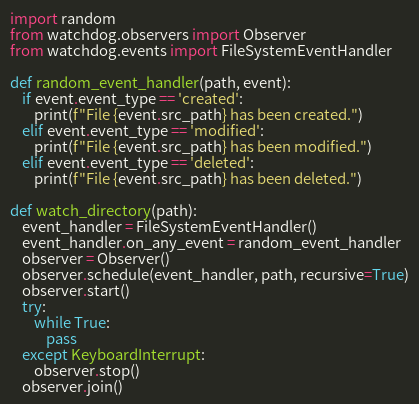 import random
from watchdog.observers import Observer
from watchdog.events import FileSystemEventHandler

def random_event_handler(path, event):
    if event.event_type == 'created':
        print(f"File {event.src_path} has been created.")
    elif event.event_type == 'modified':
        print(f"File {event.src_path} has been modified.")
    elif event.event_type == 'deleted':
        print(f"File {event.src_path} has been deleted.")

def watch_directory(path):
    event_handler = FileSystemEventHandler()
    event_handler.on_any_event = random_event_handler
    observer = Observer()
    observer.schedule(event_handler, path, recursive=True)
    observer.start()
    try:
        while True:
            pass
    except KeyboardInterrupt:
        observer.stop()
    observer.join()